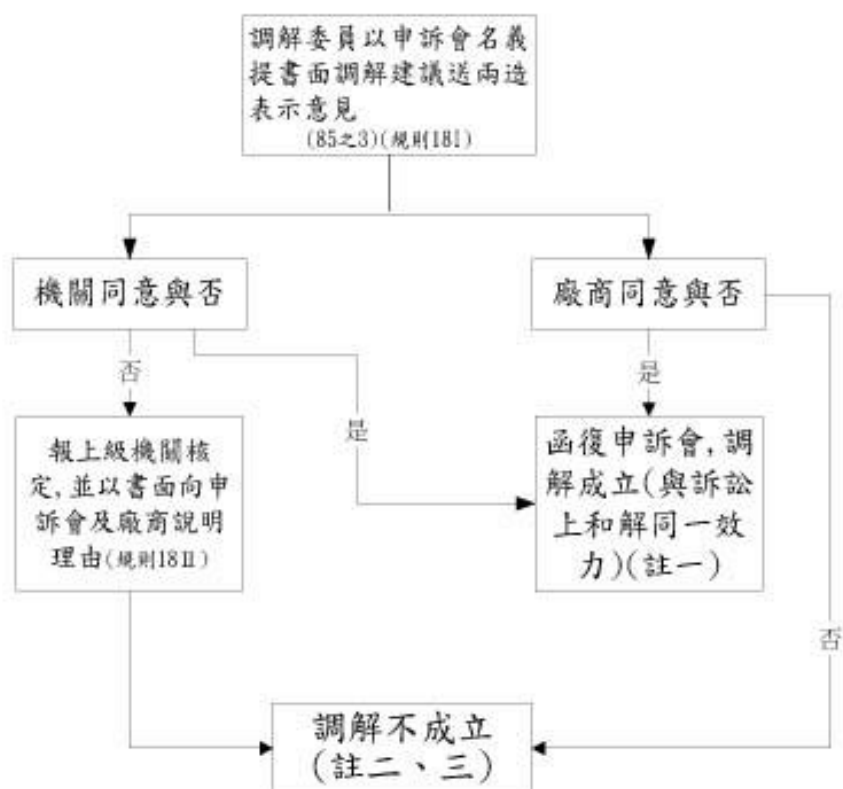 調解委員以申訴會名義
提書面調解建議送兩造
表示意見
(85之3)(規則18I)
機關同意與否
廠商同意與否
否
是
是
報上級機關核
定,並以書面向申
訴會及廠商說明
理由(規則18II)
函復申訴會,調
解成立(與訴訟
上和解同一效
力)(註一)
否
調解不成立
(註二、三)